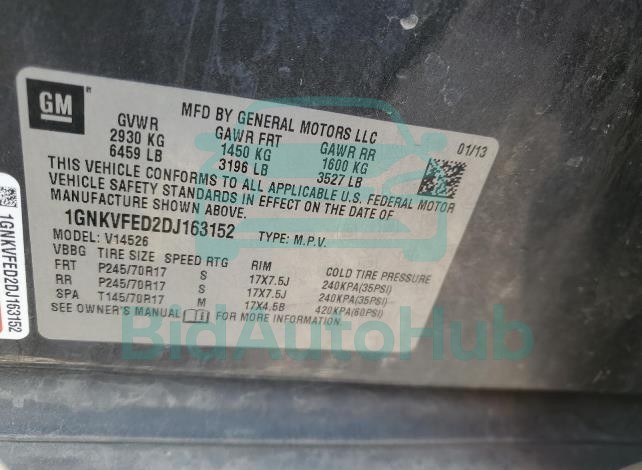 GM
MFD BY GENERAL MOTORS LLC
01/13
GVWR GAWR FRT GAWR RR
2930 KG 1450 KG 1600 KG
6459 LB 3196 LB 3527 LB
THIS VEHICLE CONFORMS TO ALL APPLICABLE U.S. FEDERAL MOTOR
VEHICLE SAFETY STANDARDS IN EFFECT ON THE DATE OF
MANUFACTURE SHOWN ABOVE.
1GNKVFED2DJ163152 TYPE: M.P.V.
MODEL: V14526
VBBG TIRE SIZE SPEED RTG RIM COLD TIRE PRESSURE
FRT P245/70R17 S 17X7.5J 240KPA(35PSI)
RR P245/70R17 S 17X7.5J 240KPA(35PSI)
SPA T145/70R17 M 17X4.5B 420KPA(60PSI)
SEE OWNER'S MANUAL FOR MORE INFORMATION
1GNKVFED2DJ163152
BidAutoHub